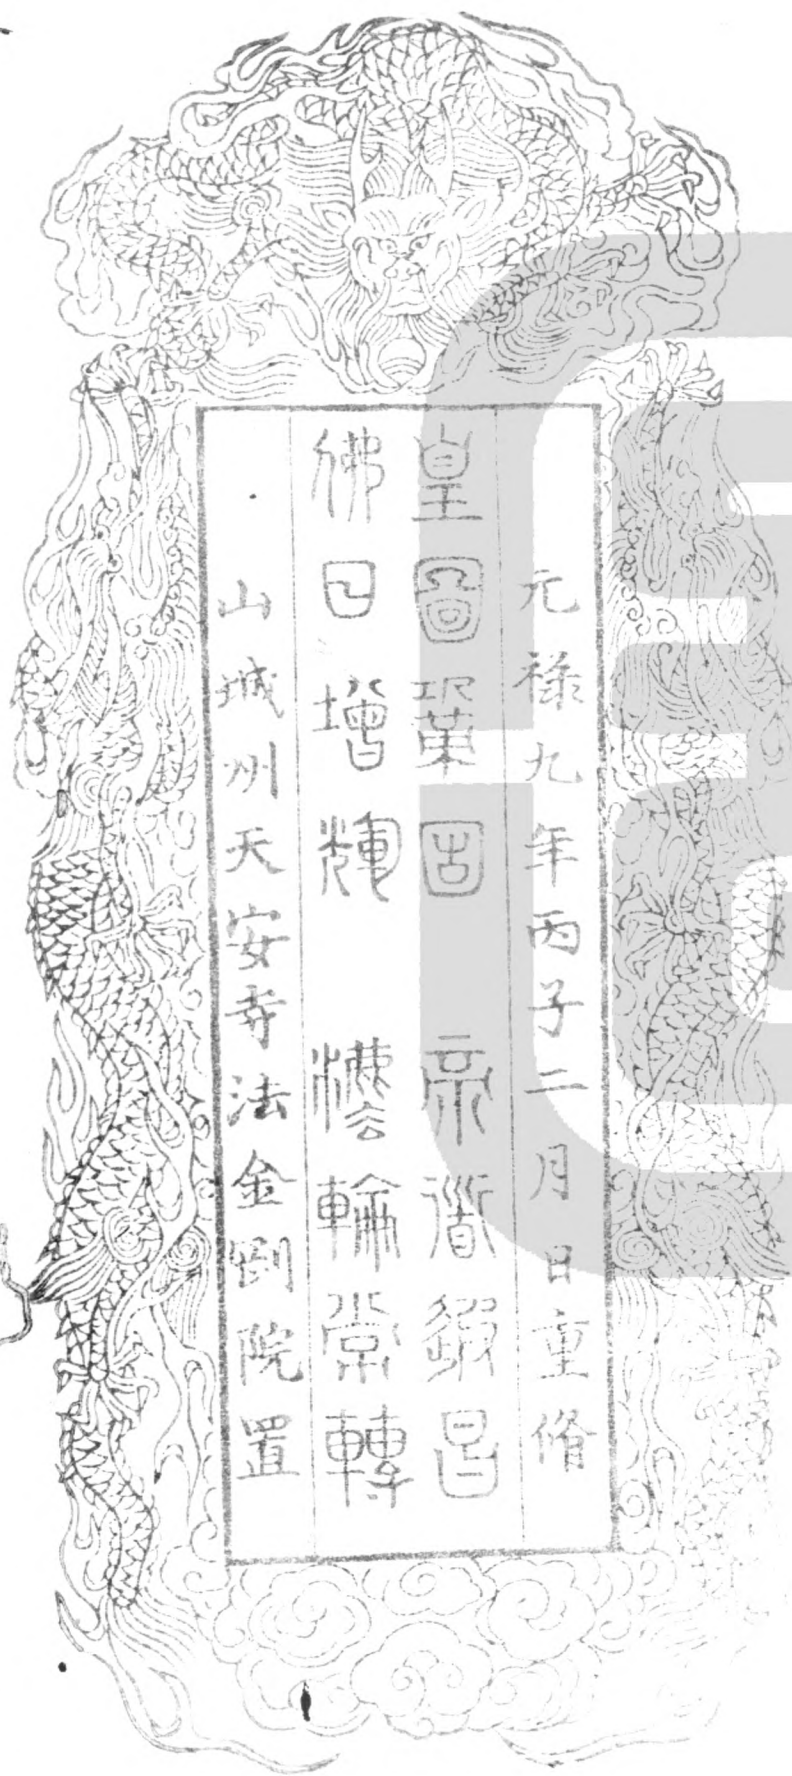 元禄九年丙子二月日重脩
皇圖鞏固 帝道遐昌
佛日增輝 法輪常轉
山城州天安寺法金剛院置